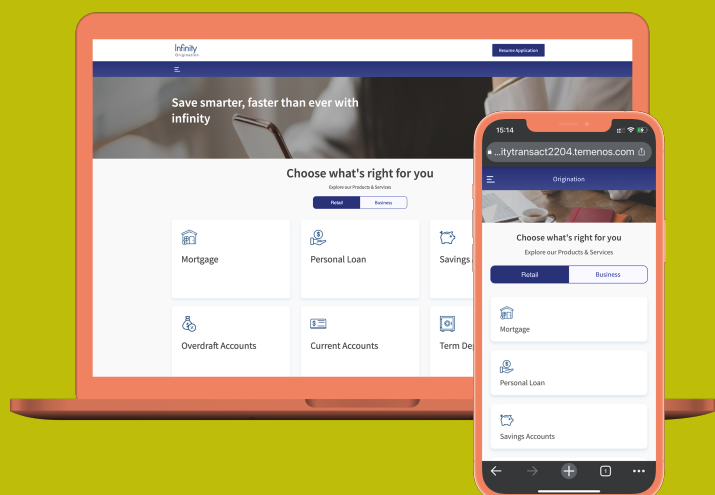 Infinity
Origination
Resume Application
Save smarter, faster than ever with
infinity
Choose what's right for you
Explore our Products & Services
Retail
Business
Mortgage
Personal Loan
Savings
Overdraft Accounts
Current Accounts
Term De
15:14
...itytransact2204.temenos.com
Origination
Choose what's right for you
Explore our Products & Services
Retail
Business
Mortgage
Personal Loan
Savings Accounts